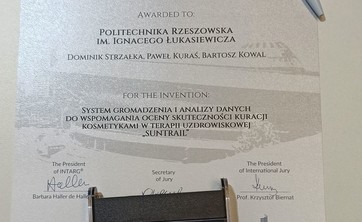 Awarded to:
Politechnika Rzeszowska
im. Ignacego Łukasiewicza
Dominik Strzałka, Paweł Kuraś, Bartosz Kowal
for the invention:
System gromadzenia i analizy danych
do wspomagania oceny skuteczności kuracji
kosmetykami w terapii uzdrowiskowej
„SUNTRAIL”
The President
of INTARG®
Secretary
of Jury
The President
of International Jury
Barbara Haller de Hall
Prof. Krzysztof Biernat